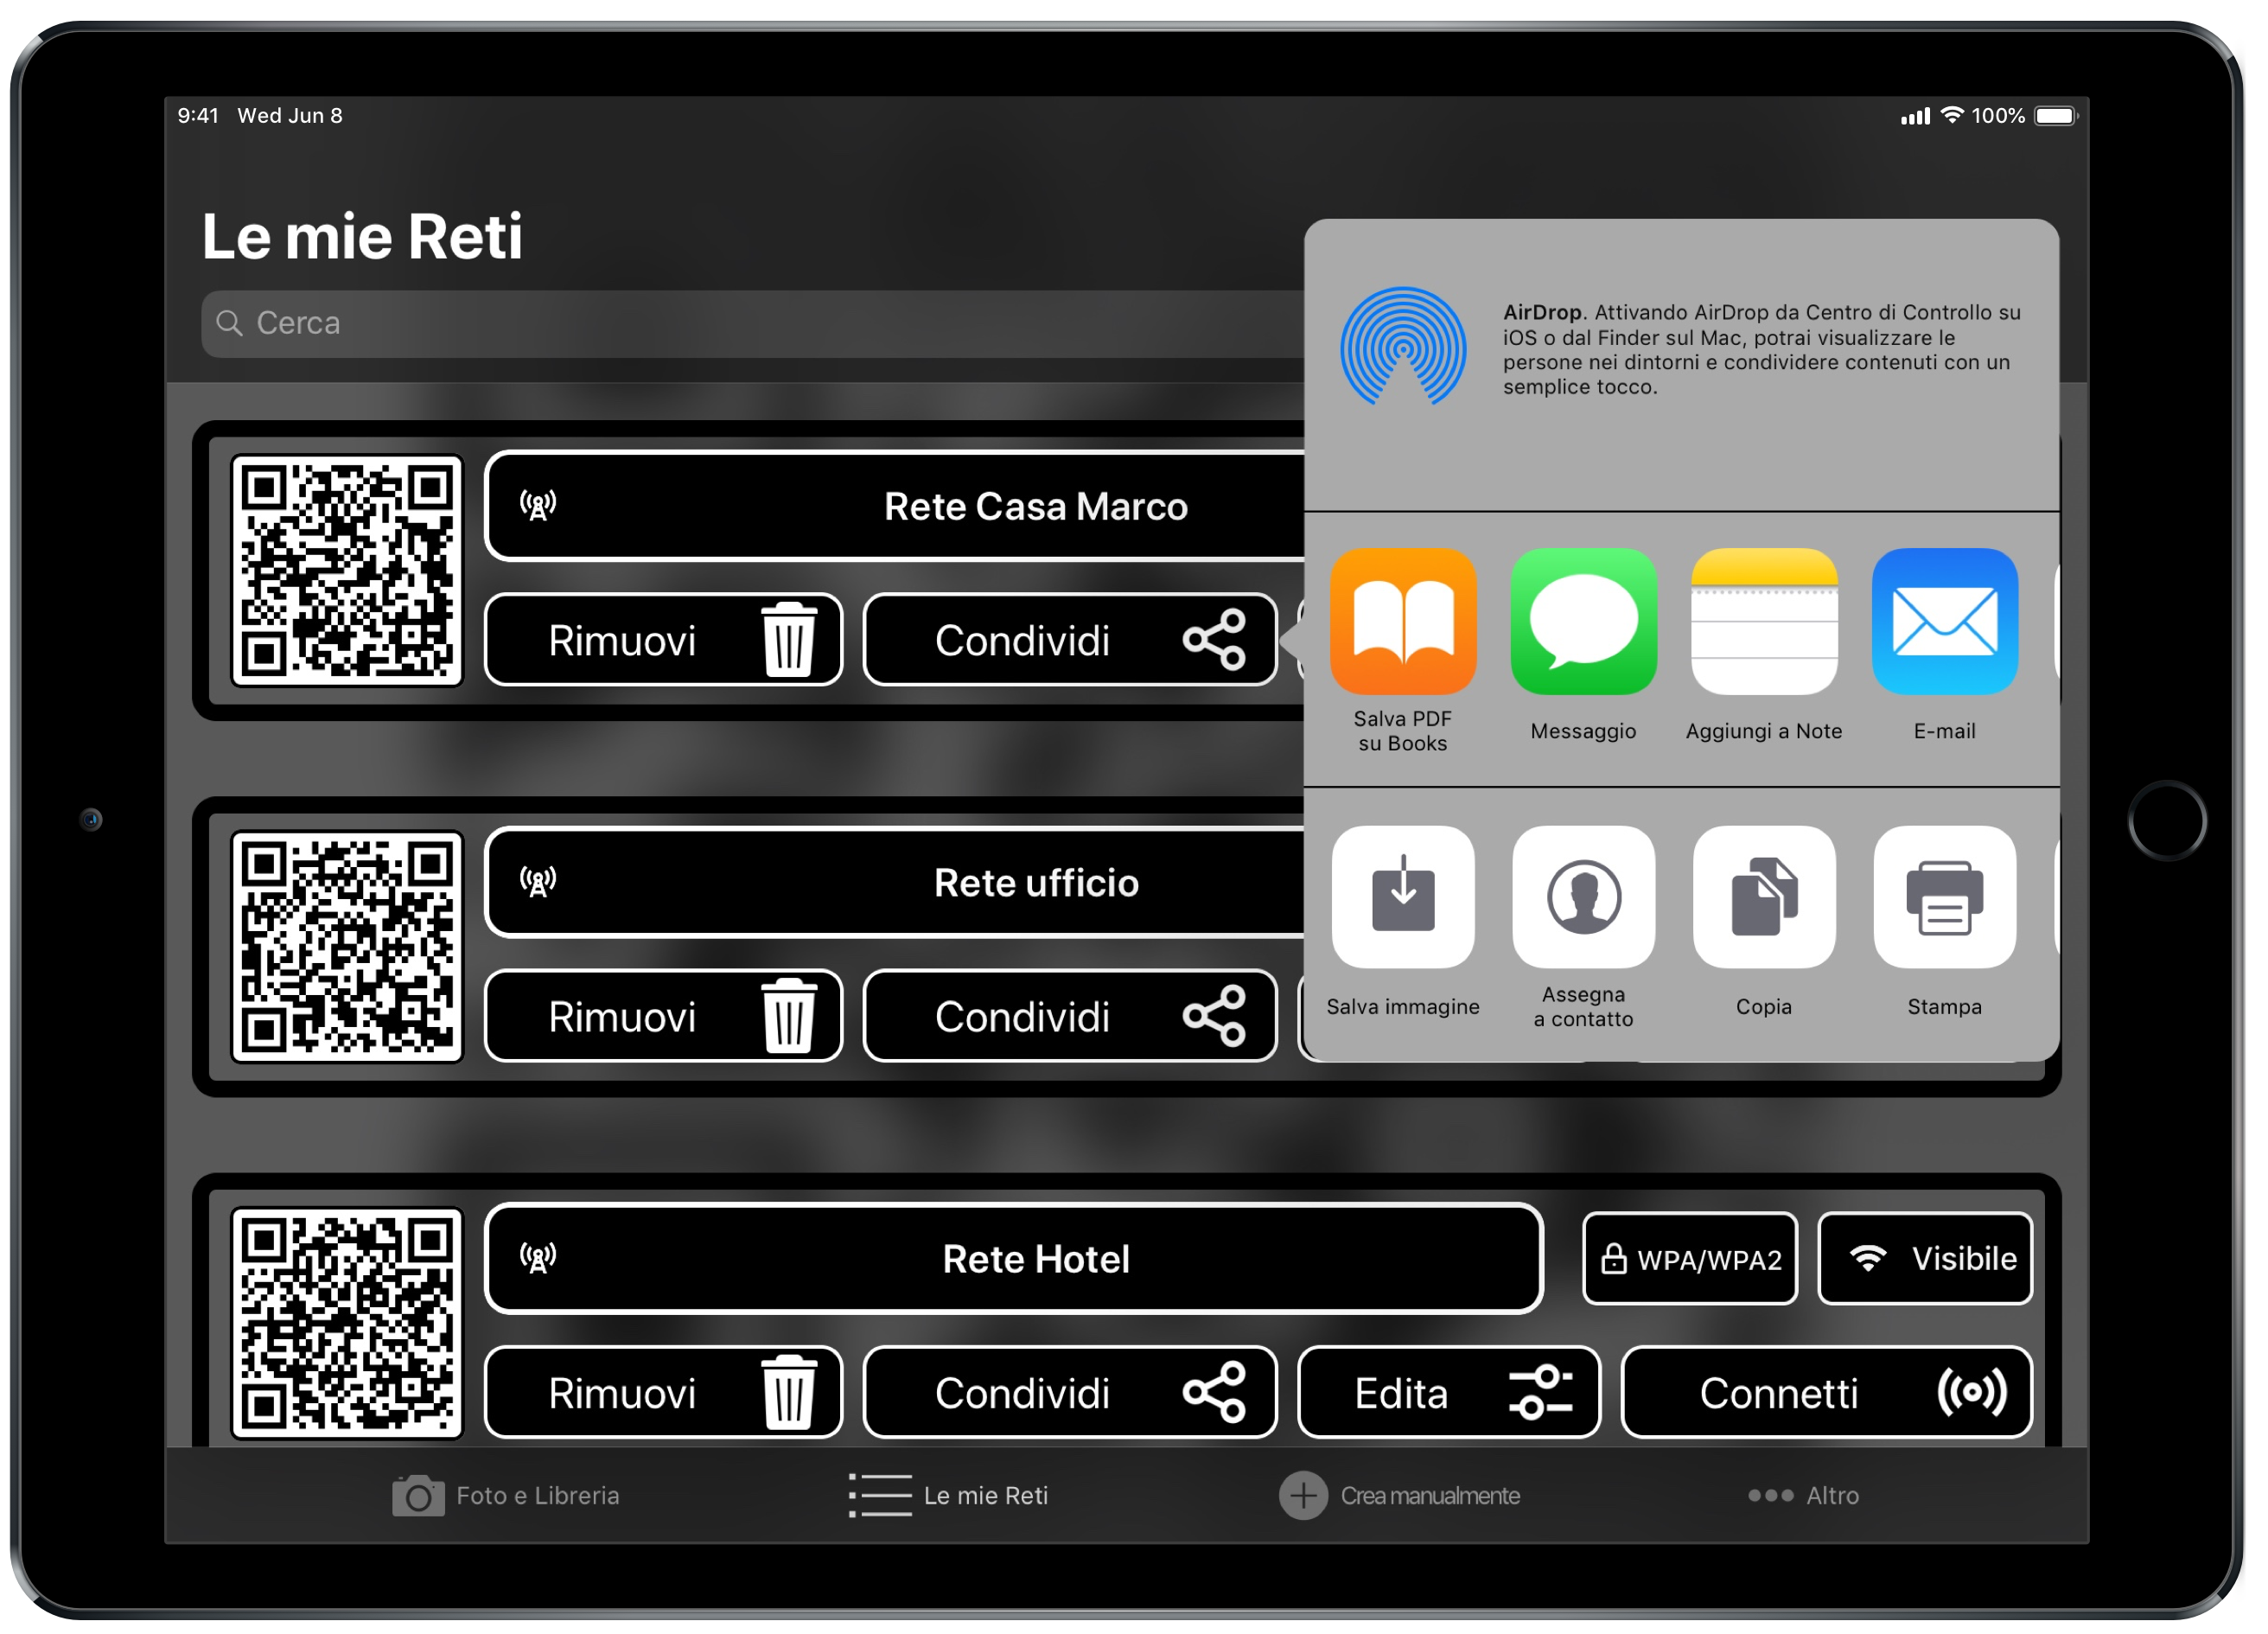 9:41 Wed Jun 8
100%
Le mie Reti
Cerca
AirDrop. Attivando AirDrop da Centro di Controllo su
iOS o dal Finder sul Mac, potrai visualizzare le
persone nei dintorni e condividere contenuti con un
semplice tocco.
Rete Casa Marco
Rimuovi
Condividi
Salva PDF
su Books
Messaggio
Aggiungi a Note
E-mail
Rete ufficio
Rimuovi
Condividi
Salva immagine
Assegna
a contatto
Copia
Stampa
Rete Hotel
WPA/WPA2
Visibile
Rimuovi
Condividi
Edita
Connetti
Foto e Libreria
Le mie Reti
Crea manualmente
Altro